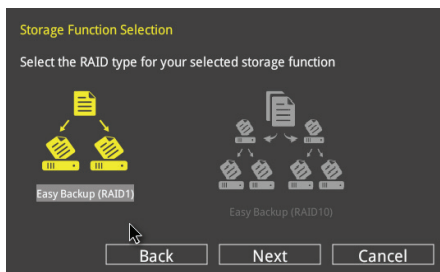 Storage Function Selection
Select the RAID type for your selected storage function
Easy Backup (RAID1)
Easy Backup (RAID10)
Back Next Cancel